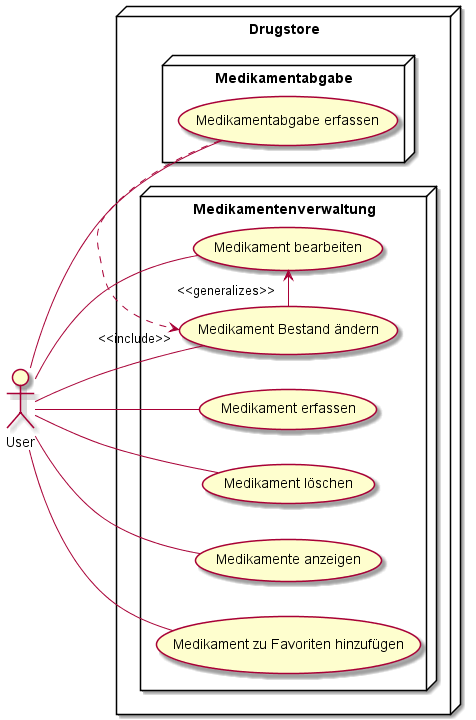 Drugstore
Medikamentabgabe
Medikamentabgabe erfassen
Medikamentenverwaltung
Medikament bearbeiten
<<generalizes>>
Medikament Bestand ändern
<<include>>
Medikament erfassen
User
Medikament löschen
Medikamente anzeigen
Medikament zu Favoriten hinzufügen